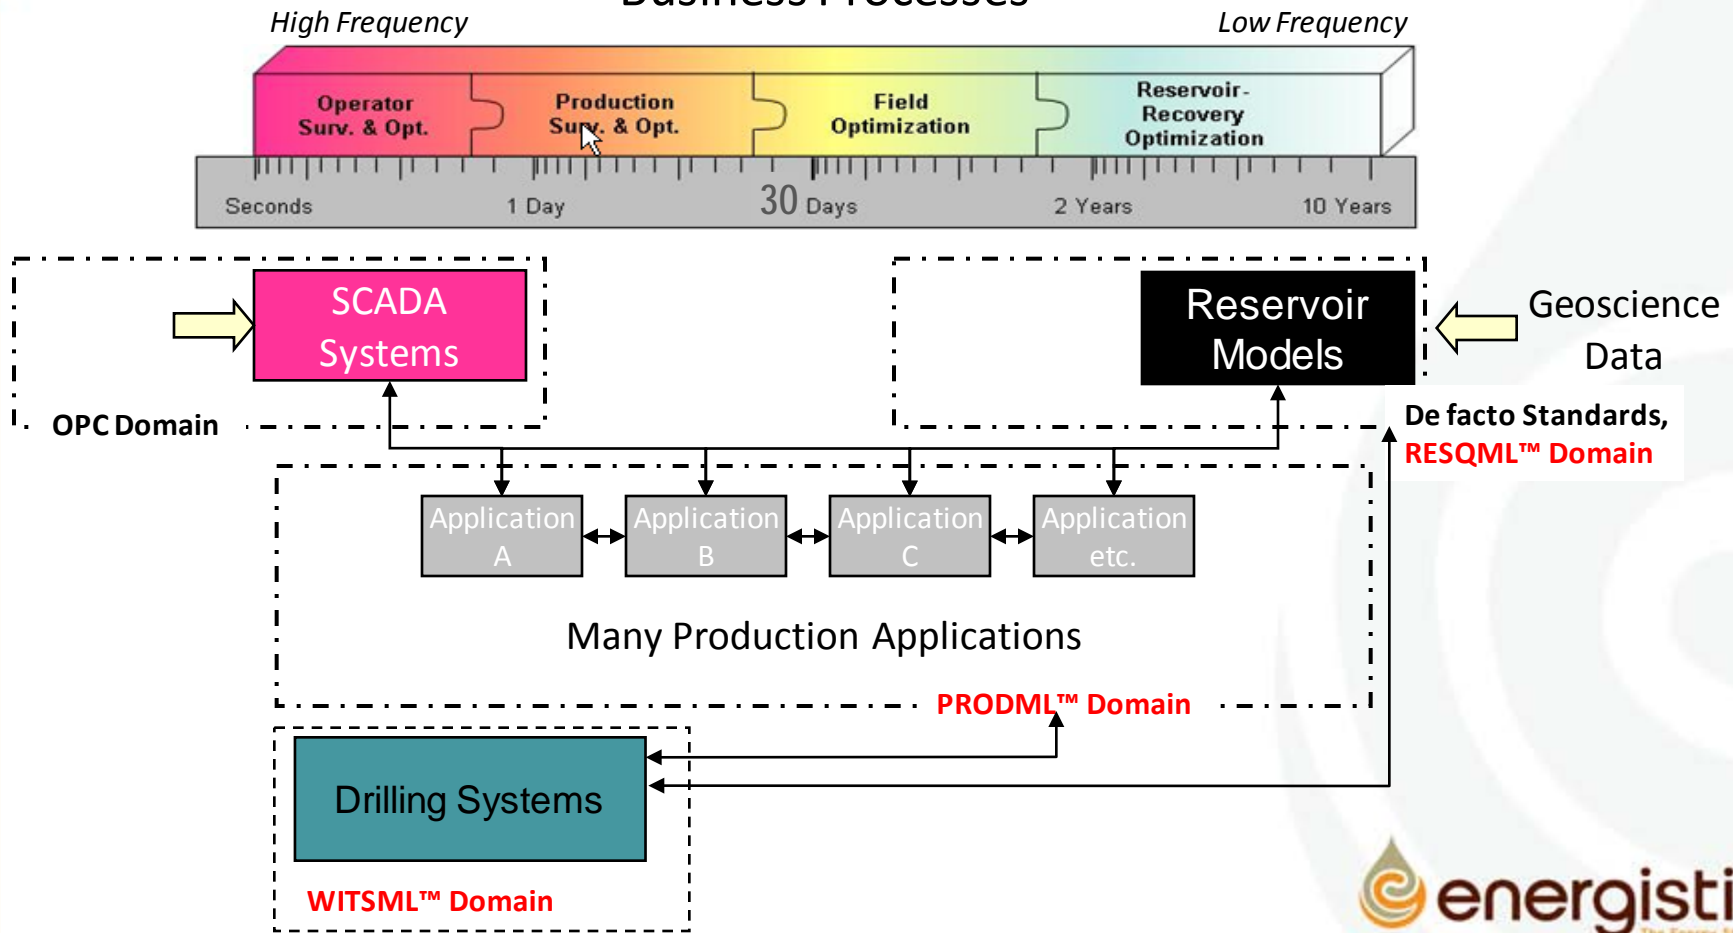 Business Processes
High Frequency
Low Frequency
Operator
Surv. & Opt.
Production
Surv. & Opt.
Field
Optimization
Reservoir-
Recovery
Optimization
Seconds
1 Day
30 Days
2 Years
10 Years
SCADA
Systems
OPC Domain
Reservoir
Models
Geoscience
Data
De facto Standards,
RESQML™ Domain
Application
A
Application
B
Application
C
Application
etc.
Many Production Applications
PRODML™ Domain
Drilling Systems
WITSML™ Domain
energisti